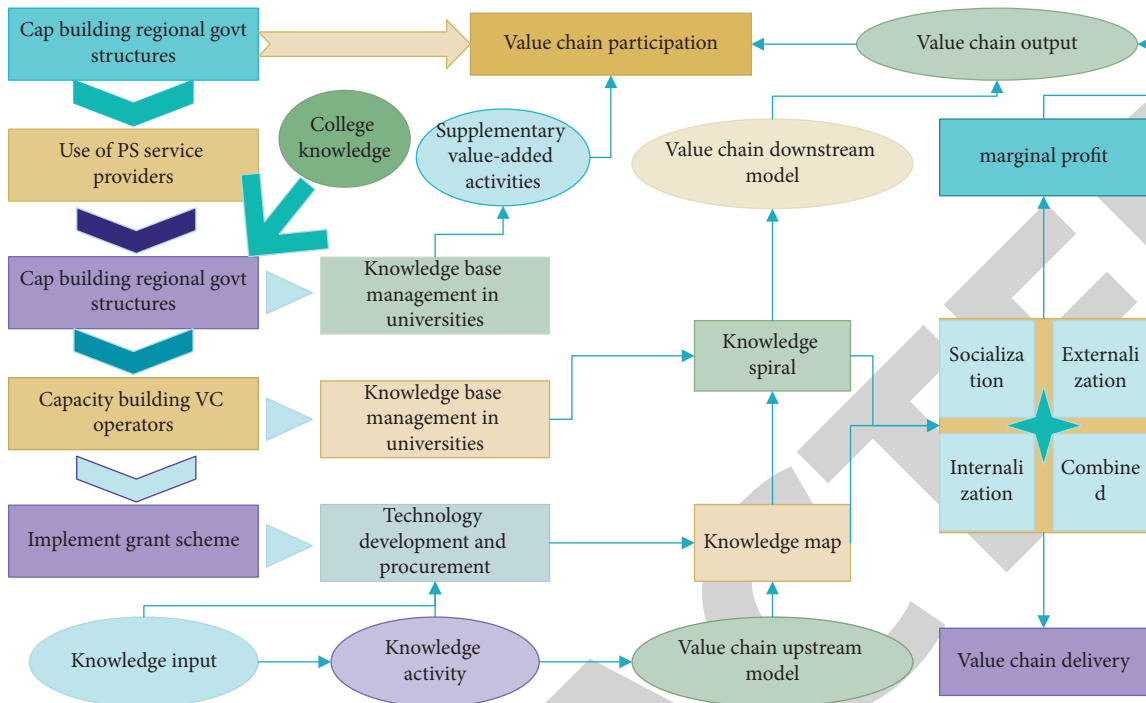 Cap building regional govt
structures
Value chain participation
Value chain output
Use of PS service
providers
College
knowledge
Supplementary
value-added
activities
Value chain downstream
model
marginal profit
Cap building regional govt
structures
Knowledge base
management in
universities
Knowledge
spiral
Socializa
tion
Externali
zation
Capacity building VC
operators
Knowledge base
management in
universities
Internali
zation
Combine
d
Implement grant scheme
Technology
development and
procurement
Knowledge map
Knowledge input
Knowledge
activity
Value chain upstream
model
Value chain delivery